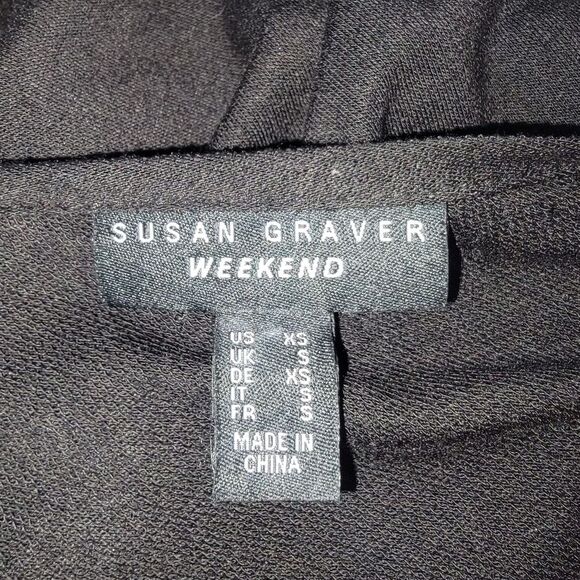 SUSAN GRAVER
WEEKEND
US XS
UK S
DE XS
IT S
FR S
MADE IN
CHINA